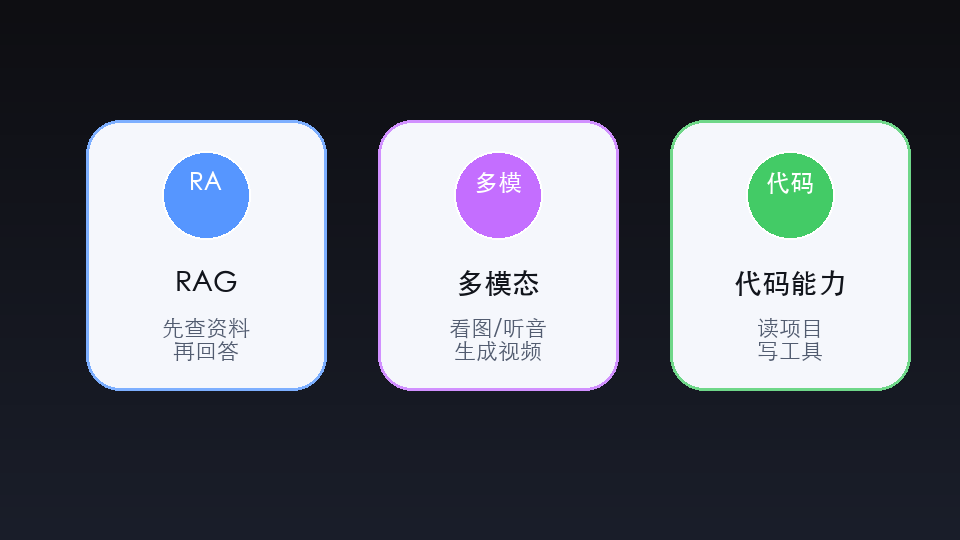 RA
RAG
先查资料
再回答
多模
多模态
看图/听音
生成视频
代码
代码能力
读项目
写工具